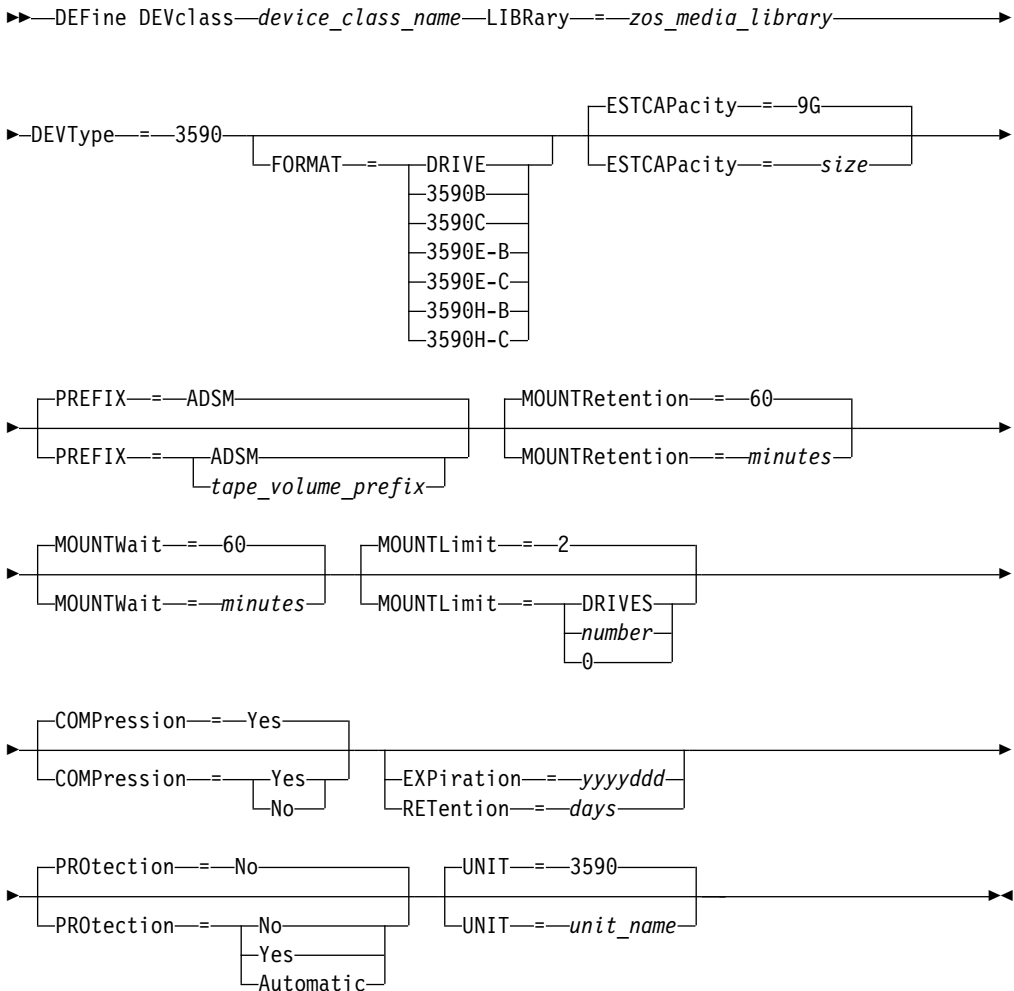 DEFine DEVclass device_class_name LIBRary = zos_media_library
ESTCAPacity = 9G
DEVType = 3590
FORMAT = DRIVE
3590B
3590C
3590E-B
3590E-C
3590H-B
3590H-C
ESTCAPacity = size
PREFIX = ADSM
PREFIX = ADSM
tape_volume_prefix
MOUNTRetention = 60
MOUNTRetention = minutes
MOUNTWait = 60
MOUNTWait = minutes
MOUNTLimit = 2
MOUNTLimit = DRIVES
number
0
COMPression = Yes
COMPression = Yes
No
EXPiration = yyyyddd
RETention = days
PROtection = No
PROtection = No
Yes
Automatic
UNIT = 3590
UNIT = unit_name